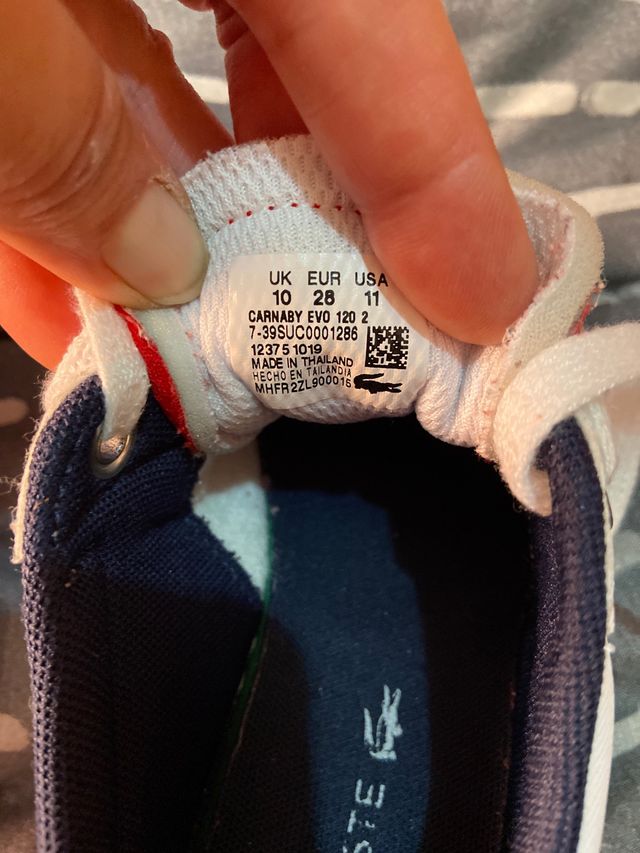 UK EUR USA
10 28 11
CARNABY EVO 120 2
7-39SUC0001286
12375 1019
MADE IN THAILAND
HECHO EN TAILANDIA
MHFR2ZL900016
STE